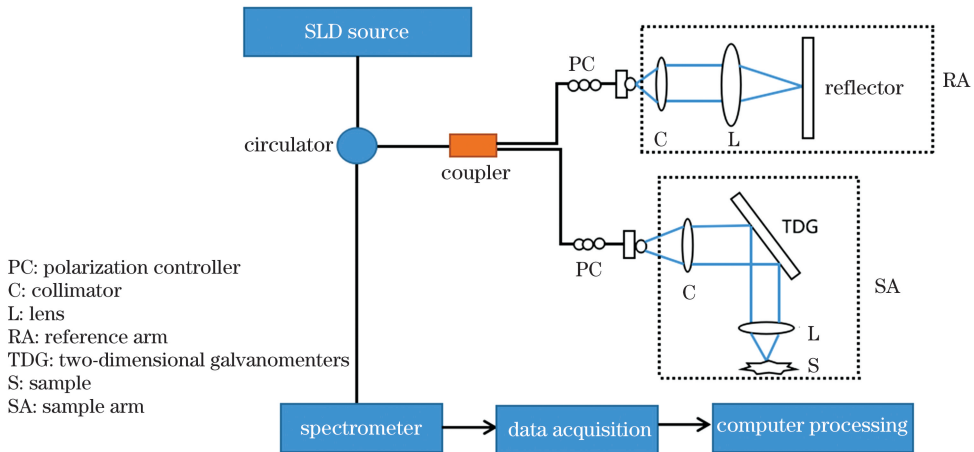 SLD source
PC
reflector
RA
circulator
C
L
coupler
TDG
PC
C
SA
L
S
PC: polarization controller
C: collimator
L: lens
RA: reference arm
TDG: two-dimensional galvanomenters
S: sample
SA: sample arm
spectrometer
data acquisition
computer processing